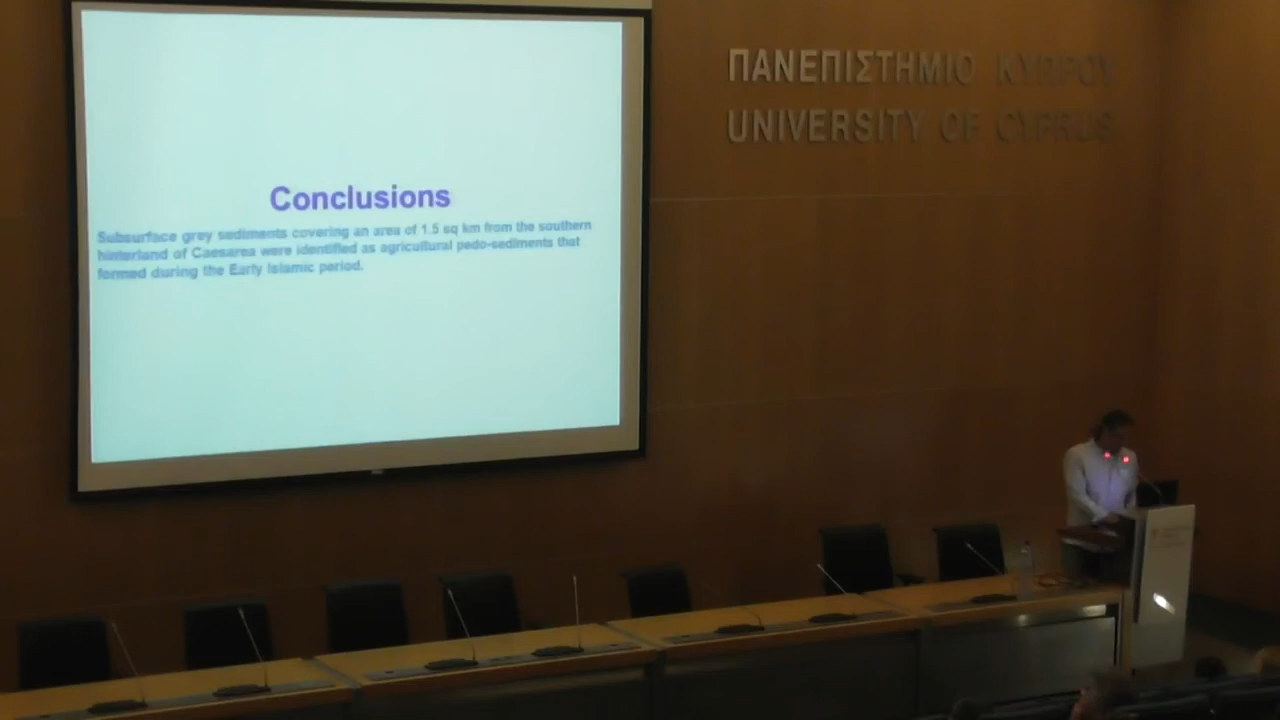 Conclusions
Subsurface grey sediments covering an area of 1.5 sq km from the southern
hinterland of Caesarea were identified as agricultural pedo-sediments that
formed during the Early Islamic period.
ΠΑΝΕΠΙΣΤΗΜΙΟ ΚΥΠΡΟΥ
UNIVERSITY OF CYPRUS